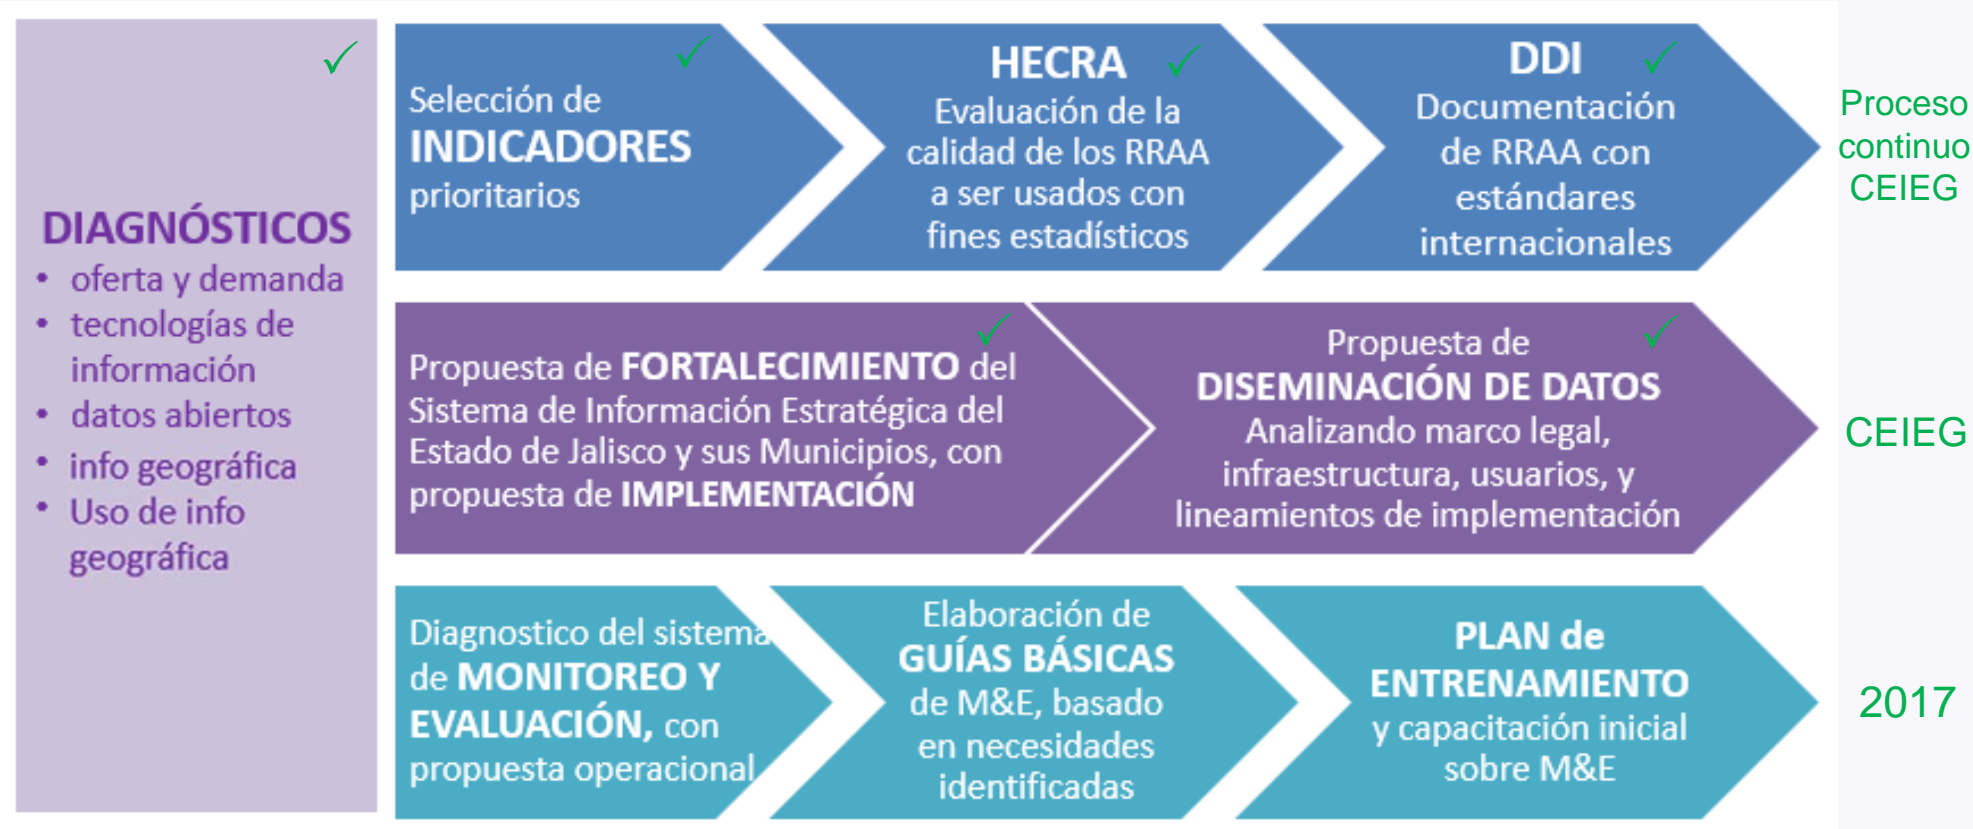 DIAGNÓSTICOS
• oferta y demanda
• tecnologías de
información
• datos abiertos
• info geográfica
• Uso de info
geográfica
Selección de
INDICADORES
prioritarios
HECRA
Evaluación de la
calidad de los RRAA
a ser usados con
fines estadísticos
DDI
Documentación
de RRAA con
estándares
internacionales
Proceso
continuo
CEIEG
Propuesta de FORTALECIMIENTO del
Sistema de Información Estratégica del
Estado de Jalisco y sus Municipios, con
propuesta de IMPLEMENTACIÓN
Propuesta de
DISEMINACIÓN DE DATOS
Analizando marco legal,
infraestructura, usuarios, y
lineamientos de implementación
CEIEG
Diagnostico del sistema
de MONITOREO Y
EVALUACIÓN, con
propuesta operacional
Elaboración de
GUÍAS BÁSICAS
de M&E, basado
en necesidades
identificadas
PLAN de
ENTRENAMIENTO
y capacitación inicial
sobre M&E
2017